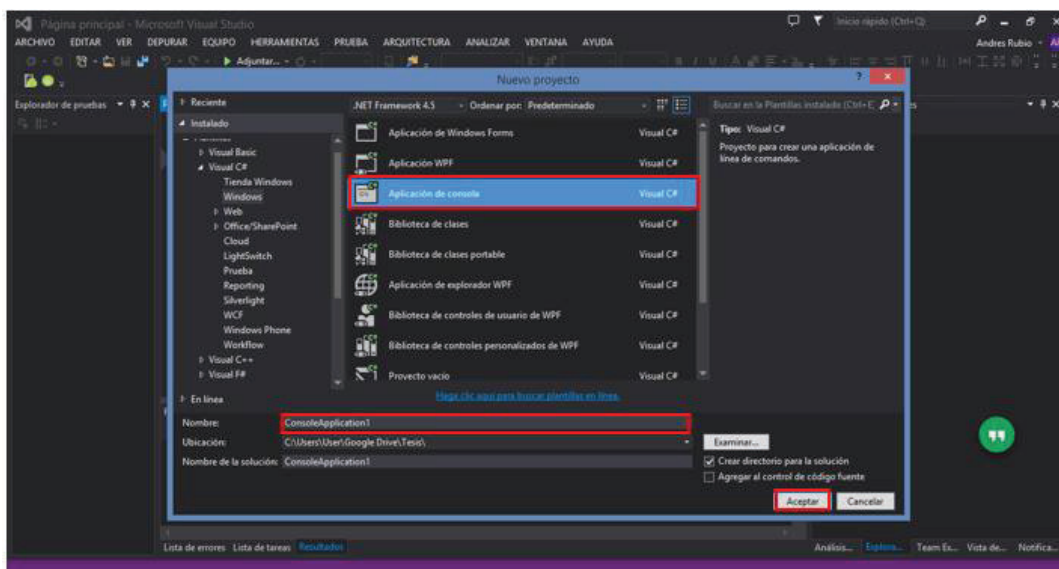 Página principal - Microsoft Visual Studio
Inicio rápido (Ctrl+Q)
ARCHIVO EDITAR VER DEPURAR EQUIPO HERRAMIENTAS PRUEBA ARQUITECTURA ANALIZAR VENTANA AYUDA
Andres Rubio
Adjuntar...
Nuevo proyecto
Explorador de pruebas
Reciente
.NET Framework 4.5
Ordenar por: Predeterminado
Buscar en la Plantillas instalado (Ctrl+E
Instalado
Visual Basic
Visual C#
Tienda Windows
Windows
Web
Office/SharePoint
Cloud
LightSwitch
Prueba
Reporting
Silverlight
WCF
Windows Phone
Workflow
Visual C++
Visual F#
En línea
Aplicación de Windows Forms Visual C#
Aplicación WPF Visual C#
Aplicación de consola Visual C#
Biblioteca de clases Visual C#
Biblioteca de clases portable Visual C#
Aplicación de explorador WPF Visual C#
Biblioteca de controles de usuario de WPF Visual C#
Biblioteca de controles personalizados de WPF Visual C#
Proyecto vacío Visual C#
Haga clic aquí para buscar plantillas en línea.
Tipo: Visual C#
Proyecto para crear una aplicación de
línea de comandos.
Nombre: ConsoleApplication1
Ubicación: C:\Users\User\Google Drive\Tesis\
Examinar...
Nombre de la solución: ConsoleApplication1
Crear directorio para la solución
Agregar al control de código fuente
Aceptar Cancelar
Lista de errores Lista de tareas Resultados
Análisis... Explora... Team Ex... Vista de... Notifica...